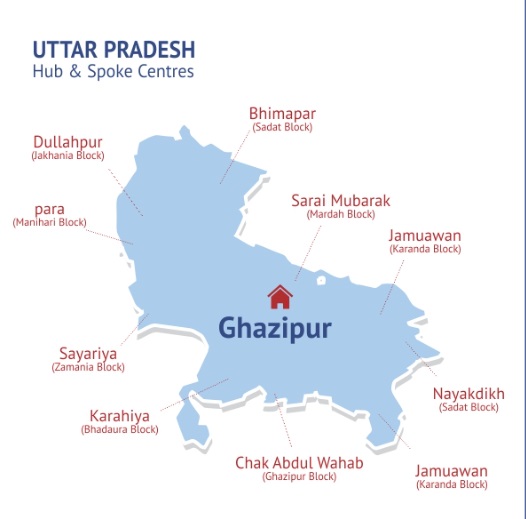 UTTAR PRADESH
Hub & Spoke Centres
Bhimapar
(Sadat Block)
Dullahpur
(Jakhania Block)
Sarai Mubarak
(Mardah Block)
para
(Manihari Block)
Jamuawan
(Karanda Block)
Ghazipur
Sayariya
(Zamania Block)
Nayakdikh
(Sadat Block)
Karahiya
(Bhadaura Block)
Chak Abdul Wahab
(Ghazipur Block)
Jamuawan
(Karanda Block)